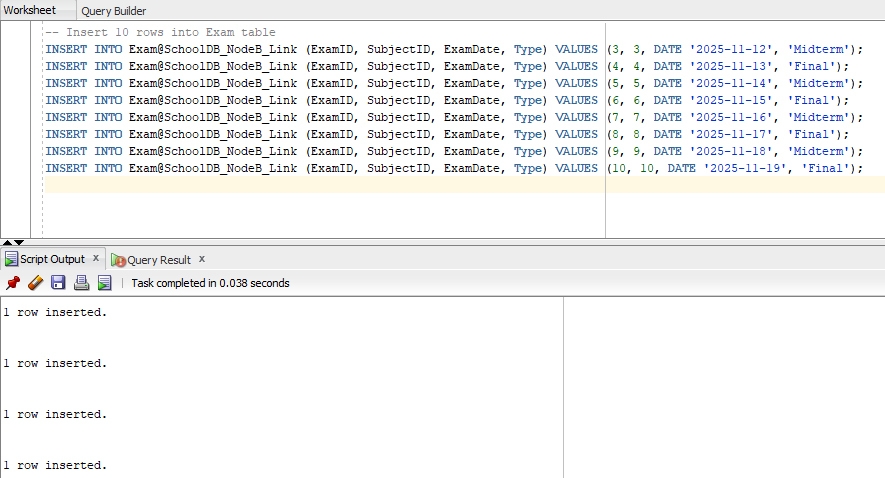 Worksheet Query Builder
-- Insert 10 rows into Exam table
INSERT INTO Exam@SchoolDB_NodeB_Link (ExamID, SubjectID, ExamDate, Type) VALUES (3, 3, DATE '2025-11-12', 'Midterm');
INSERT INTO Exam@SchoolDB_NodeB_Link (ExamID, SubjectID, ExamDate, Type) VALUES (4, 4, DATE '2025-11-13', 'Final');
INSERT INTO Exam@SchoolDB_NodeB_Link (ExamID, SubjectID, ExamDate, Type) VALUES (5, 5, DATE '2025-11-14', 'Midterm');
INSERT INTO Exam@SchoolDB_NodeB_Link (ExamID, SubjectID, ExamDate, Type) VALUES (6, 6, DATE '2025-11-15', 'Final');
INSERT INTO Exam@SchoolDB_NodeB_Link (ExamID, SubjectID, ExamDate, Type) VALUES (7, 7, DATE '2025-11-16', 'Midterm');
INSERT INTO Exam@SchoolDB_NodeB_Link (ExamID, SubjectID, ExamDate, Type) VALUES (8, 8, DATE '2025-11-17', 'Final');
INSERT INTO Exam@SchoolDB_NodeB_Link (ExamID, SubjectID, ExamDate, Type) VALUES (9, 9, DATE '2025-11-18', 'Midterm');
INSERT INTO Exam@SchoolDB_NodeB_Link (ExamID, SubjectID, ExamDate, Type) VALUES (10, 10, DATE '2025-11-19', 'Final');
Script Output x Query Result x
Task completed in 0.038 seconds
1 row inserted.
1 row inserted.
1 row inserted.
1 row inserted.